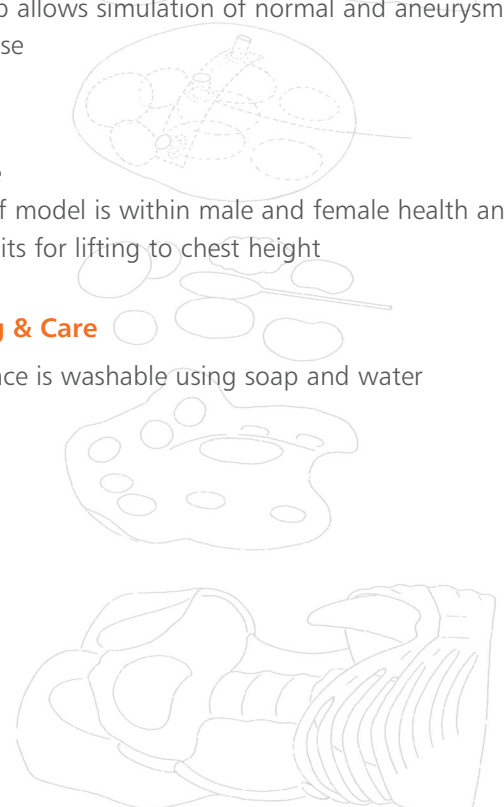 allows simulation of normal and aneurysm
se
f model is within male and female health an
its for lifting to chest height
g & Care
ce is washable using soap and water